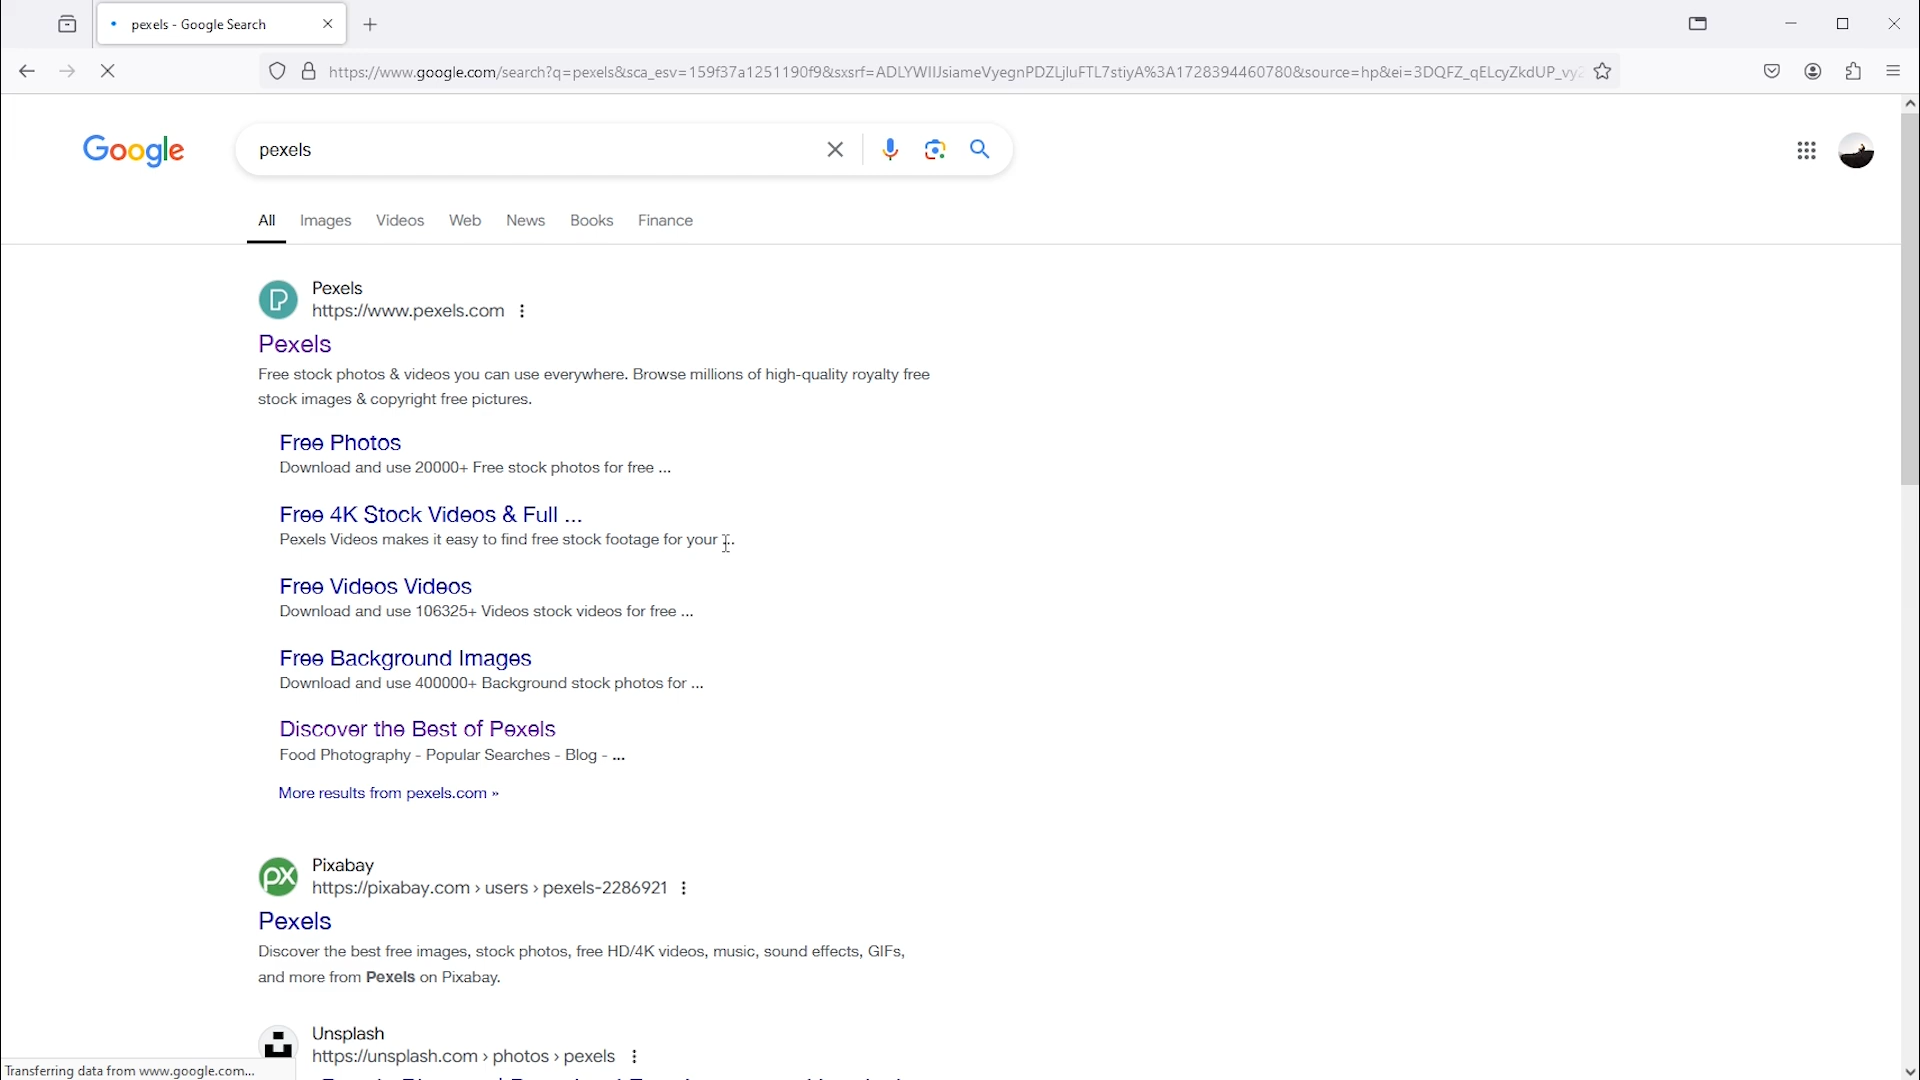 pexels - Google Search
https://www.google.com/search?q=pexels&sca_esv=159f37a1251190f9&sxsrf=ADLYWIIJsiameVyegnPDZLjluFTL7stiyA%3A1728394460780&source=hp&ei=3DQFZ_qELcyZkdUP_vy
Google
pexels
All Images Videos Web News Books Finance
Pexels
https://www.pexels.com
Pexels
Free stock photos & videos you can use everywhere. Browse millions of high-quality royalty free
stock images & copyright free pictures.
Free Photos
Download and use 20000+ Free stock photos for free ...
Free 4K Stock Videos & Full ...
Pexels Videos makes it easy to find free stock footage for your ...
Free Videos Videos
Download and use 106325+ Videos stock videos for free ...
Free Background Images
Download and use 400000+ Background stock photos for ...
Discover the Best of Pexels
Food Photography - Popular Searches - Blog - ...
More results from pexels.com »
px Pixabay
https://pixabay.com › users › pexels-2286921
Pexels
Discover the best free images, stock photos, free HD/4K videos, music, sound effects, GIFs,
and more from Pexels on Pixabay.
Unsplash
https://unsplash.com › photos › pexels
Transferring data from www.google.com...